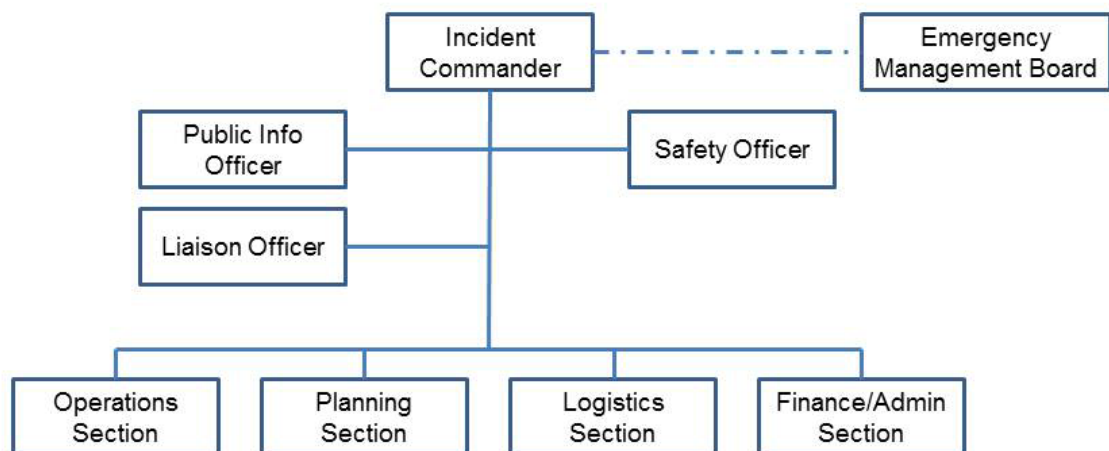 Incident
Commander
Emergency
Management Board
Public Info
Officer
Safety Officer
Liaison Officer
Operations
Section
Planning
Section
Logistics
Section
Finance/Admin
Section